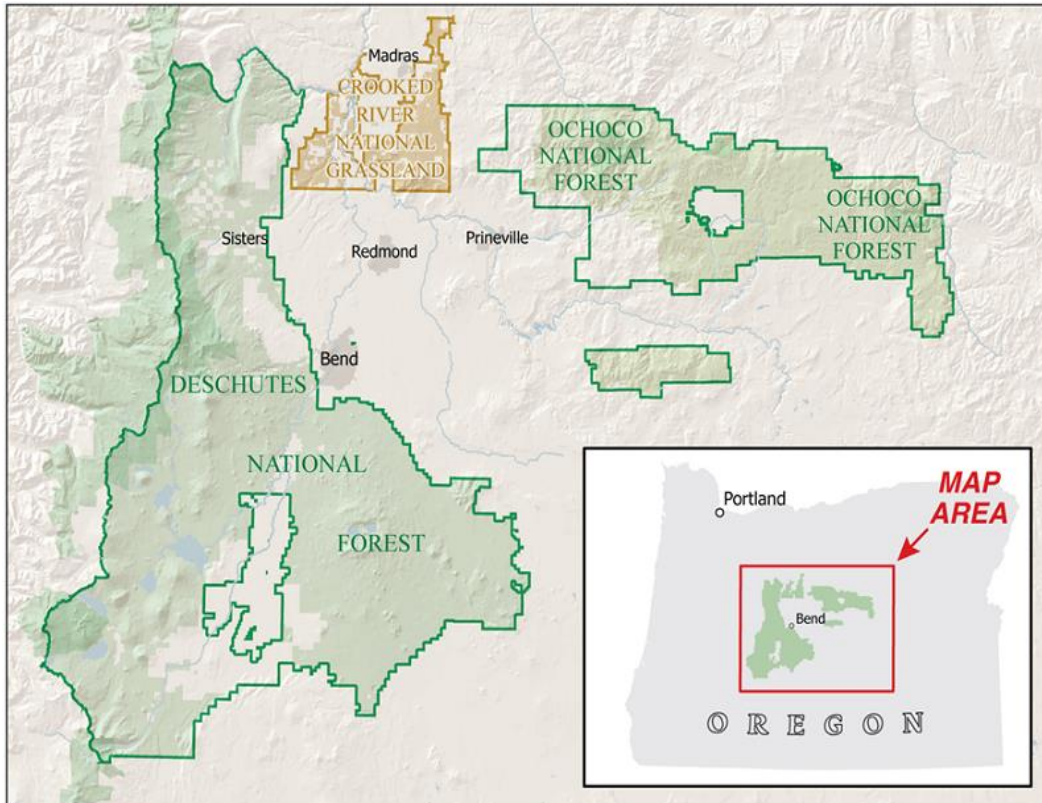 Madras
CROOKED
RIVER
NATIONAL
GRASSLAND
OCHOCO
NATIONAL
FOREST
OCHOCO
NATIONAL
FOREST
Sisters
Redmond
Prineville
Bend
DESCHUTES
NATIONAL
FOREST
MAP
AREA
Portland
Bend
OREGON